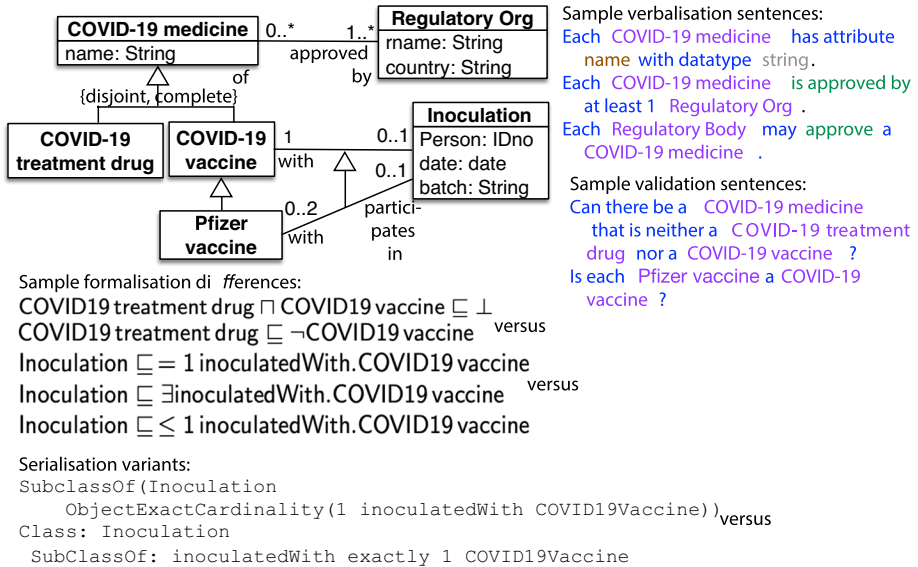 COVID-19 medicine
name: String
0..*
1..*
approved
by
Regulatory Org
rname: String
country: String
of
{disjoint, complete}
COVID-19
treatment drug
COVID-19
vaccine
1
with
0..1
Inoculation
Person: IDno
date: date
batch: String
0..1
Pfizer
vaccine
0..2
with
partici-
pates
in
Sample verbalisation sentences:
Each COVID-19 medicine has attribute
name with datatype string.
Each COVID-19 medicine is approved by
at least 1 Regulatory Org .
Each Regulatory Body may approve a
COVID-19 medicine .
Sample validation sentences:
Can there be a COVID-19 medicine
that is neither a COVID-19 treatment
drug nor a COVID-19 vaccine ?
Is each Pfizer vaccine a COVID-19
vaccine ?
Sample formalisation di fferences:
COVID19 treatment drug ⊓ COVID19 vaccine ⊑ ⊥
versus
COVID19 treatment drug ⊑ ¬COVID19 vaccine
Inoculation ⊑= 1 inoculatedWith.COVID19 vaccine
versus
Inoculation ⊑ ∃inoculatedWith.COVID19 vaccine
Inoculation ⊑≤ 1 inoculatedWith.COVID19 vaccine
Serialisation variants:
SubclassOf(Inoculation
ObjectExactCardinality(1 inoculatedWith COVID19Vaccine))
versus
Class: Inoculation
SubClassOf: inoculatedWith exactly 1 COVID19Vaccine